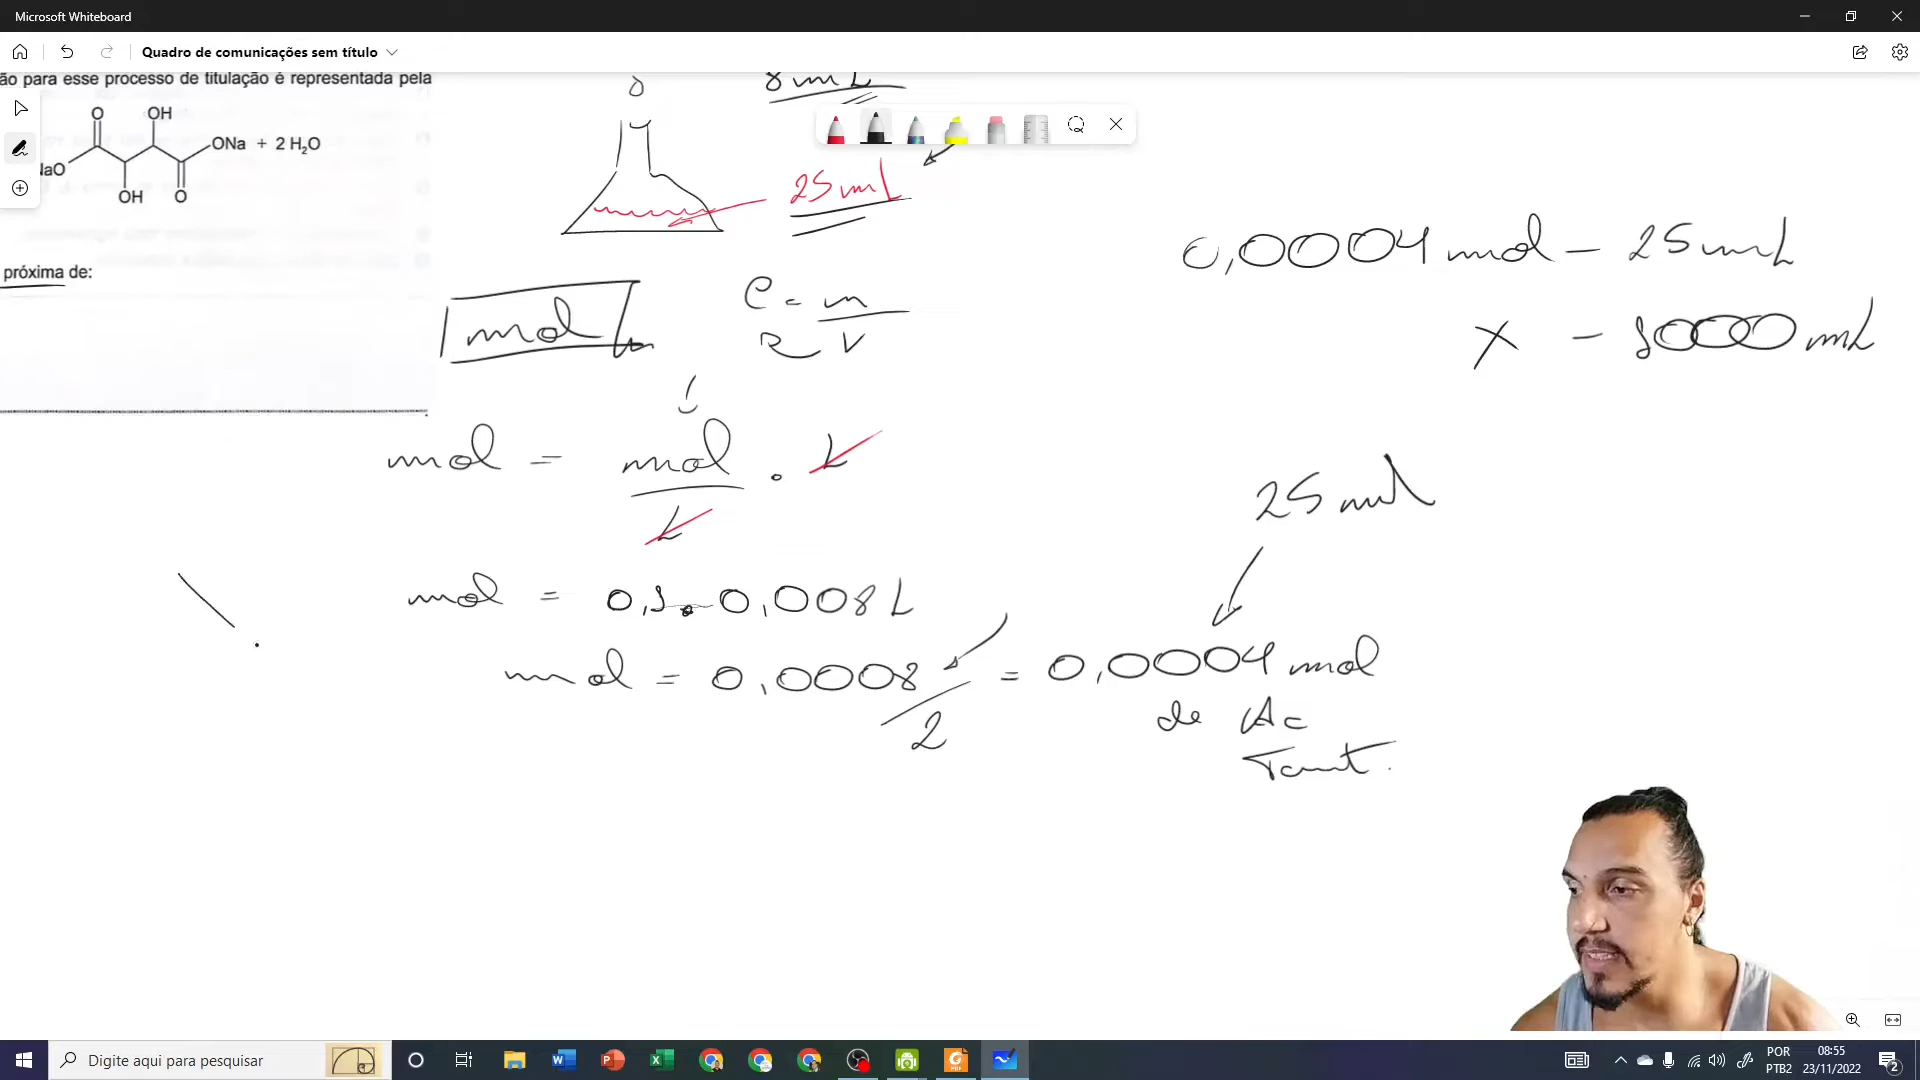 Microsoft Whiteboard
Quadro de comunicações sem título
ão para esse processo de titulação é representada pela
O OH
ONa + 2 H₂O
NaO
OH O
próxima de:
8 mL
25 mL
mol/L
C = m
V
mol = mol . L
L
mol = 0,1 . 0,008 L
mol = 0,0008 = 0,0004 mol
2
de Ac
Tart.
25 mL
0,0004 mol - 25 mL
X - 1000 mL
Digite aqui para pesquisar
POR
PTB2
08:55
23/11/2022
2